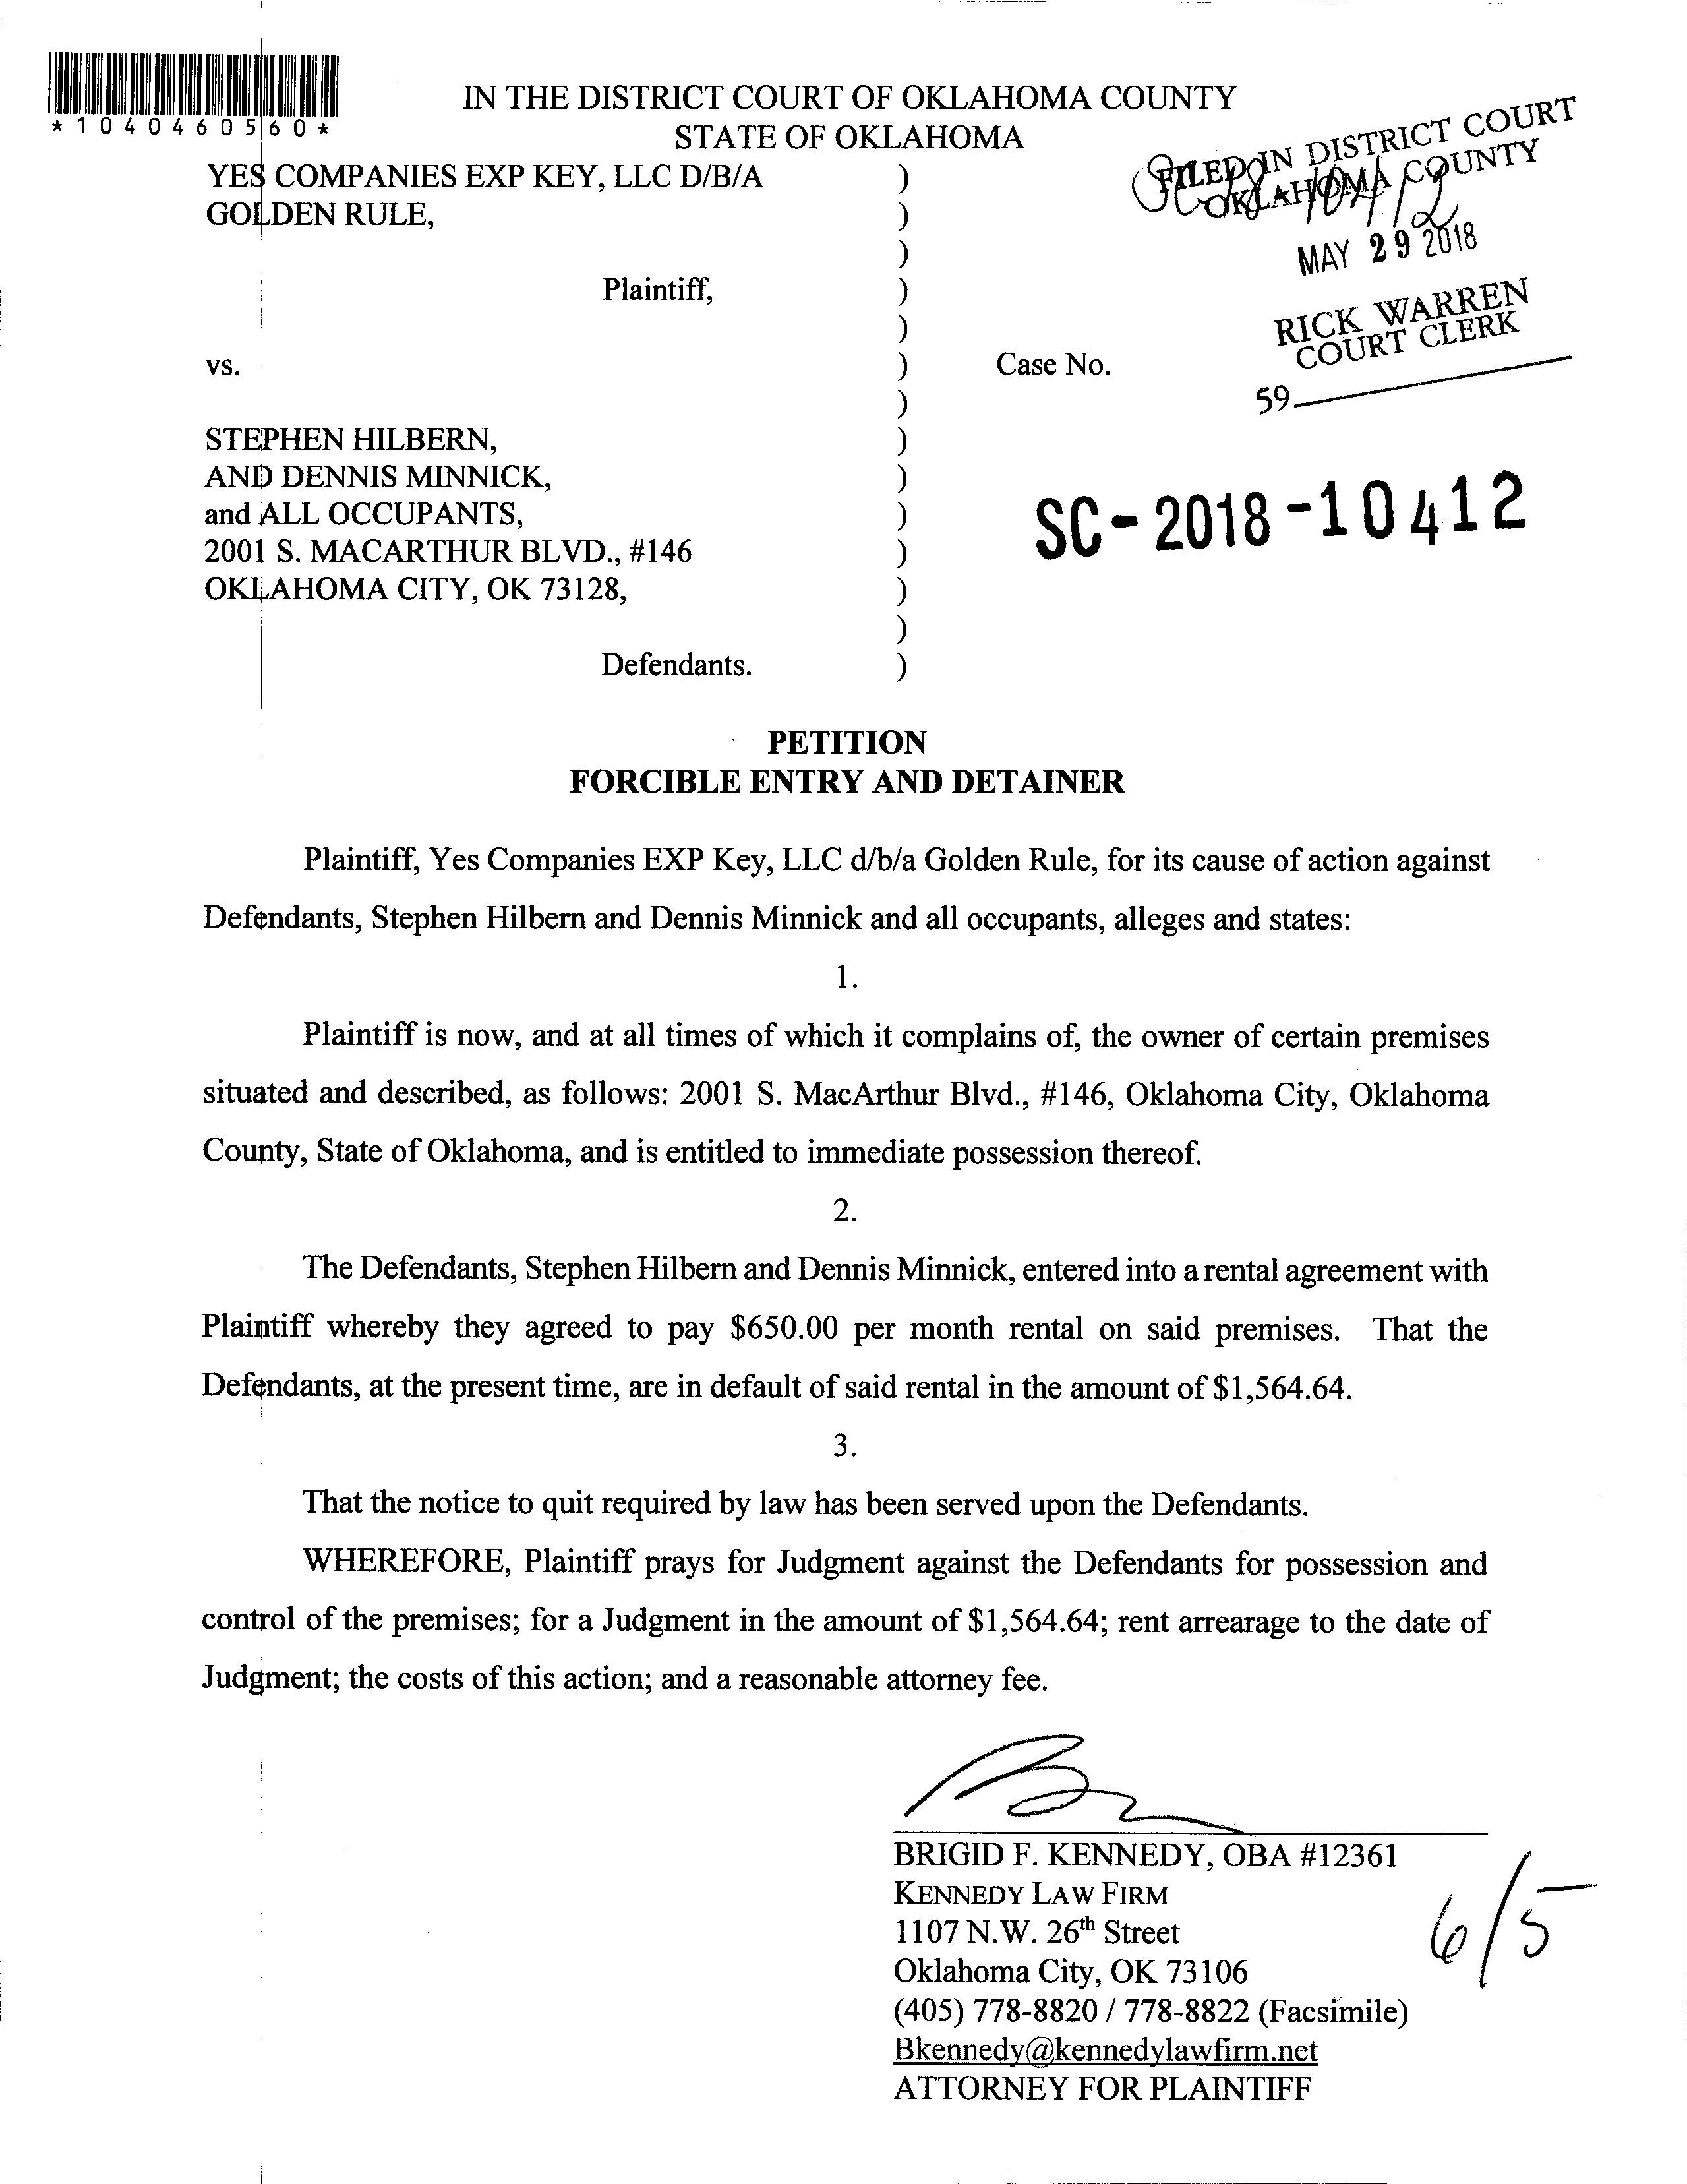 *1040460560*
IN THE DISTRICT COURT OF OKLAHOMA COUNTY
STATE OF OKLAHOMA
FILED IN DISTRICT COURT
OKLAHOMA COUNTY
MAY 29 2018
RICK WARREN
COURT CLERK
59
YES COMPANIES EXP KEY, LLC D/B/A )
GOLDEN RULE, )
)
Plaintiff, )
)
vs. ) Case No.
)
STEPHEN HILBERN, )
AND DENNIS MINNICK, )
and ALL OCCUPANTS, ) SC-2018-10412
2001 S. MACARTHUR BLVD., #146 )
OKLAHOMA CITY, OK 73128, )
)
Defendants. )
PETITION
FORCIBLE ENTRY AND DETAINER
Plaintiff, Yes Companies EXP Key, LLC d/b/a Golden Rule, for its cause of action against
Defendants, Stephen Hilbern and Dennis Minnick and all occupants, alleges and states:
1.
Plaintiff is now, and at all times of which it complains of, the owner of certain premises
situated and described, as follows: 2001 S. MacArthur Blvd., #146, Oklahoma City, Oklahoma
County, State of Oklahoma, and is entitled to immediate possession thereof.
2.
The Defendants, Stephen Hilbern and Dennis Minnick, entered into a rental agreement with
Plaintiff whereby they agreed to pay $650.00 per month rental on said premises. That the
Defendants, at the present time, are in default of said rental in the amount of $1,564.64.
3.
That the notice to quit required by law has been served upon the Defendants.
WHEREFORE, Plaintiff prays for Judgment against the Defendants for possession and
control of the premises; for a Judgment in the amount of $1,564.64; rent arrearage to the date of
Judgment; the costs of this action; and a reasonable attorney fee.
BRIGID F. KENNEDY, OBA #12361
KENNEDY LAW FIRM
1107 N.W. 26th Street
Oklahoma City, OK 73106
(405) 778-8820 / 778-8822 (Facsimile)
Bkennedy@kennedylawfirm.net
ATTORNEY FOR PLAINTIFF
6/5